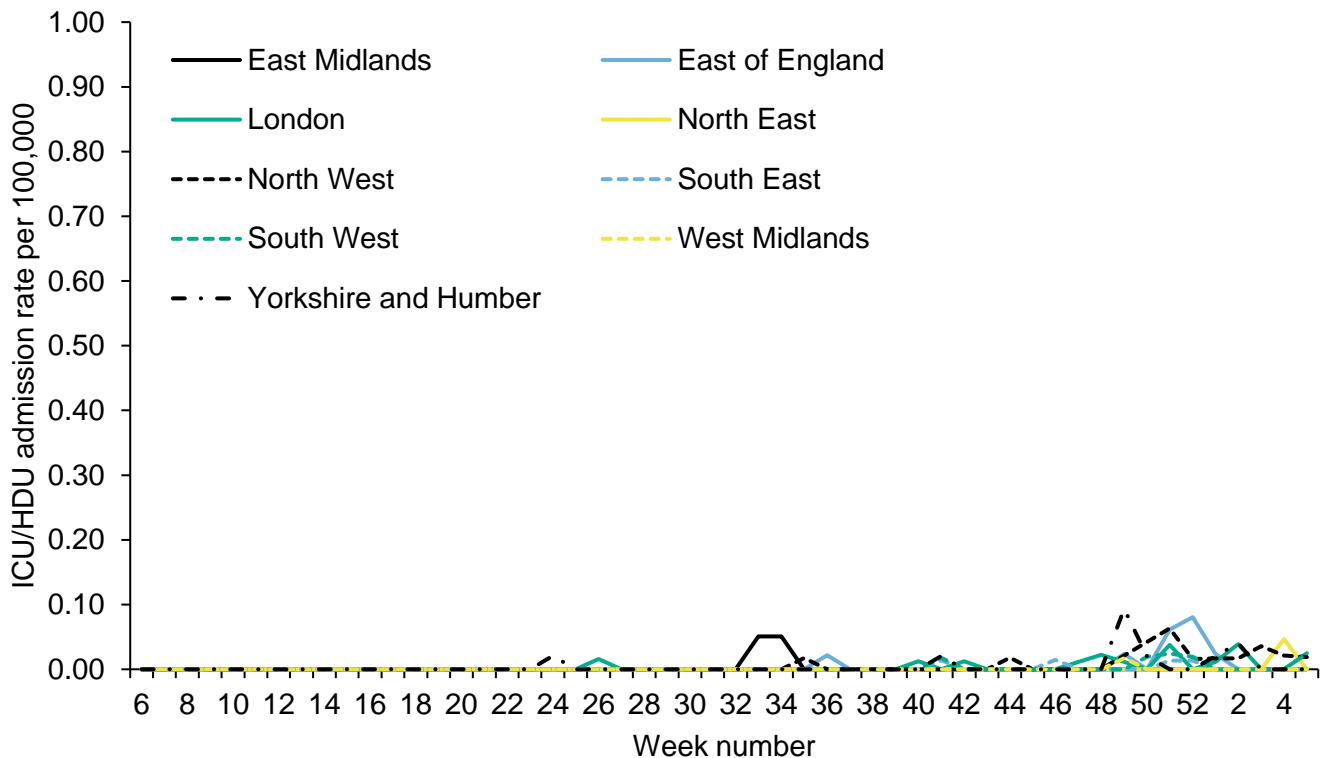 ICU/HDU admission rate per 100,000
1.00
0.90
0.80
0.70
0.60
0.50
0.40
0.30
0.20
0.10
0.00
East Midlands East of England
London North East
North West South East
South West West Midlands
Yorkshire and Humber
6 8 10 12 14 16 18 20 22 24 26 28 30 32 34 36 38 40 42 44 46 48 50 52 2 4
Week number